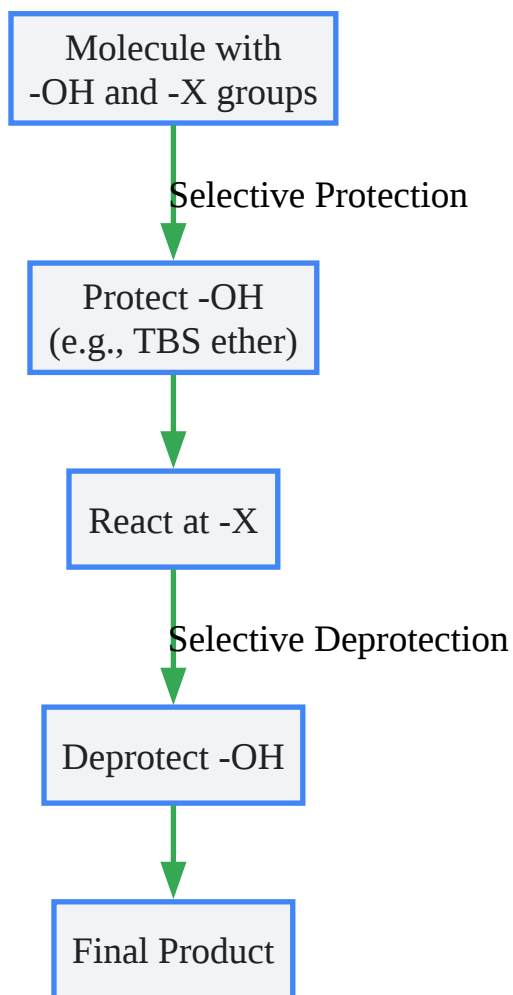 Molecule with
-OH and -X groups
Selective Protection
Protect -OH
(e.g., TBS ether)
React at -X
Selective Deprotection
Deprotect -OH
Final Product